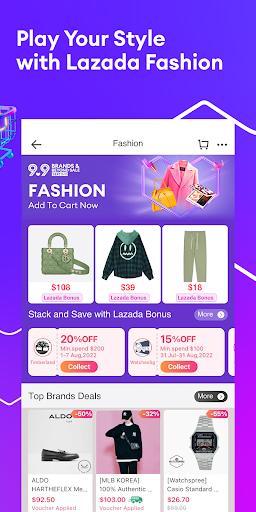 Play Your Style
with Lazada Fashion
Fashion
9.9 BRANDS &
BEYOND SALE
FASHION
Add To Cart Now
$108
Lazada Bonus
$39
Lazada Bonus
$18
Lazada Bonus
Stack and Save with Lazada Bonus
More
20%OFF
Min.spend $200
1-7 Aug,2022
Timberland
Collect
15%OFF
Min.spend $88
31 Jul-31 Aug,2022
Collect
Top Brands Deals
More
ALDO
-50%
-32%
-55%
ALDO
HARTHEFLEX Me...
$92.50
Voucher Applied
[MLB KOREA]
100% Authentic ...
$103.00
Voucher Applied
[Watchspree]
Casio Standard ...
$26.70
$59.00